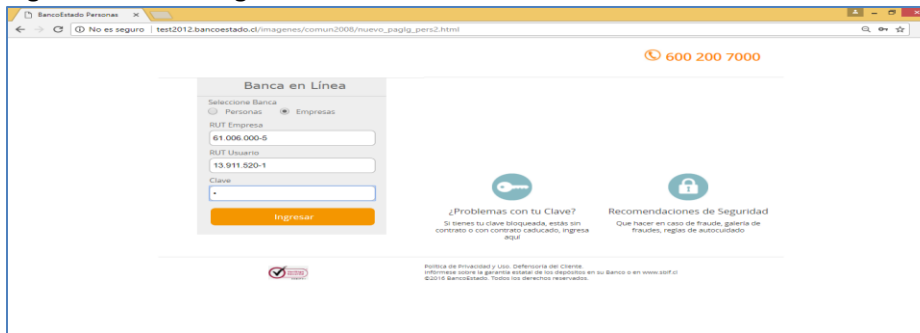 BancoEstado Personas
No es seguro | test2012.bancoestado.cl/imagenes/comun2008/nuevo_paglg_pers2.html
600 200 7000
Banca en Línea
Seleccione Banca
Personas Empresas
RUT Empresa
61.006.000-5
RUT Usuario
13.911.520-1
Clave
Ingresar
¿Problemas con tu Clave?
Si tienes tu clave bloqueada, estás sin
contrato o con contrato caducado, ingresa
aquí
Recomendaciones de Seguridad
Que hacer en caso de fraude, galería de
fraudes, reglas de autocuidado
Política de Privacidad y Uso. Defensoría del Cliente.
Infórmese sobre la garantía estatal de los depósitos en su Banco o en www.sbif.cl
©2016 BancoEstado. Todos los derechos reservados.